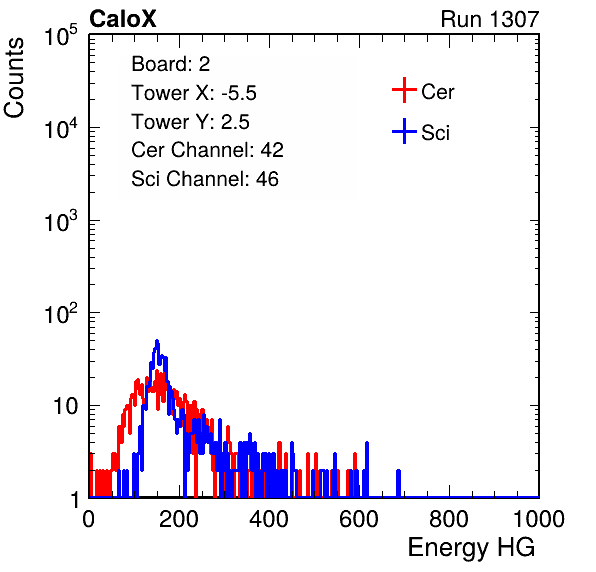 CaloX Run 1307
Counts
Board: 2
Tower X: -5.5
Tower Y: 2.5
Cer Channel: 42
Sci Channel: 46
Cer
Sci
10^5
10^4
10^3
10^2
10
1
0 200 400 600 800 1000
Energy HG